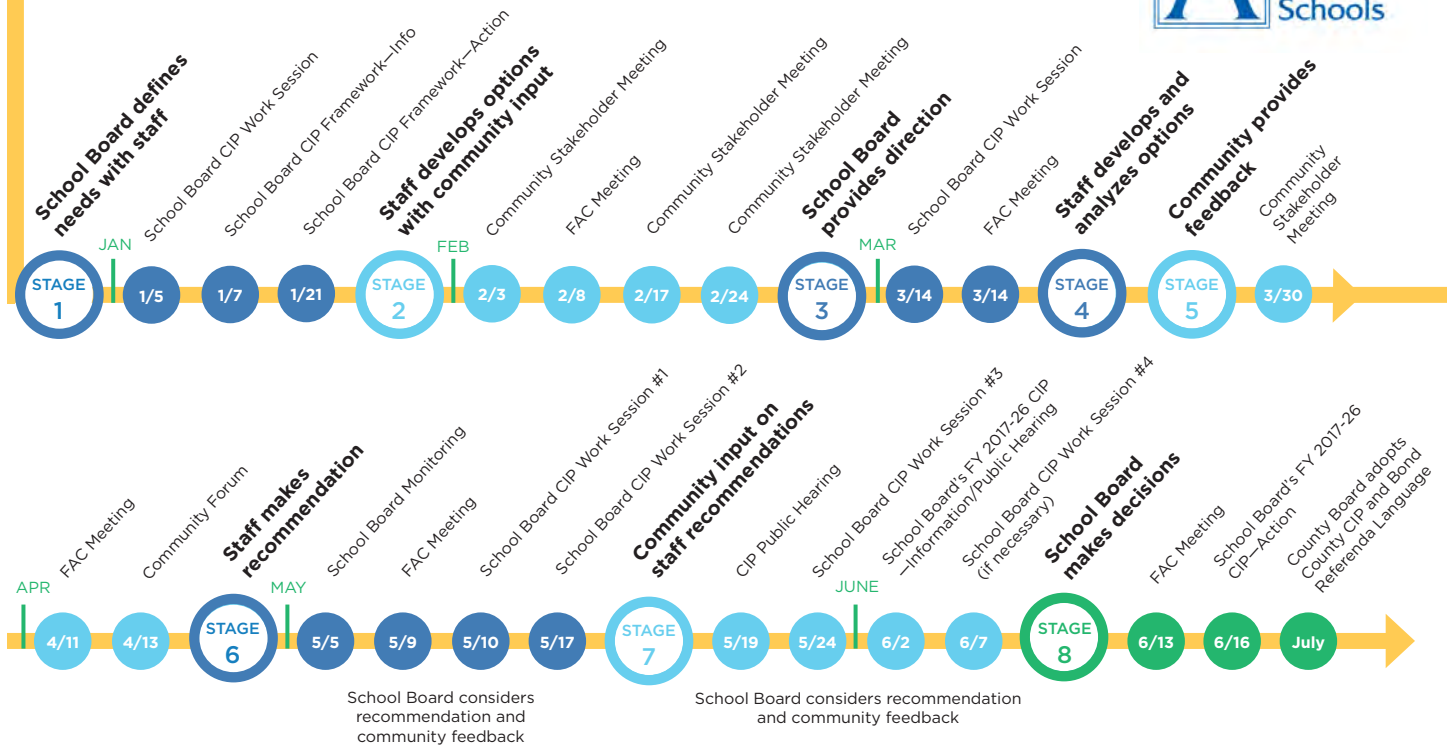 Schools
School Board defines
needs with staff
School Board CIP Work Session
School Board CIP Framework—Info
School Board CIP Framework—Action
Staff develops options
with community input
Community Stakeholder Meeting
FAC Meeting
Community Stakeholder Meeting
Community Stakeholder Meeting
School Board
provides direction
School Board CIP Work Session
FAC Meeting
Staff develops and
analyzes options
Community provides
feedback
Community
Stakeholder
Meeting
JAN
FEB
MAR
STAGE
1
1/5
1/7
1/21
STAGE
2
2/3
2/8
2/17
2/24
STAGE
3
3/14
3/14
STAGE
4
STAGE
5
3/30
FAC Meeting
Community Forum
Staff makes
recommendation
School Board Monitoring
FAC Meeting
School Board CIP Work Session #1
School Board CIP Work Session #2
Community input on
staff recommendations
CIP Public Hearing
School Board CIP Work Session #3
School Board's FY 2017-26 CIP
—Information/Public Hearing
School Board CIP Work Session #4
(if necessary)
School Board
makes decisions
FAC Meeting
School Board's FY 2017-26
CIP—Action
County Board adopts
County CIP and Bond
Referenda Language
APR
MAY
JUNE
4/11
4/13
STAGE
6
5/5
5/9
5/10
5/17
STAGE
7
5/19
5/24
6/2
6/7
STAGE
8
6/13
6/16
July
School Board considers
recommendation and
community feedback
School Board considers recommendation
and community feedback